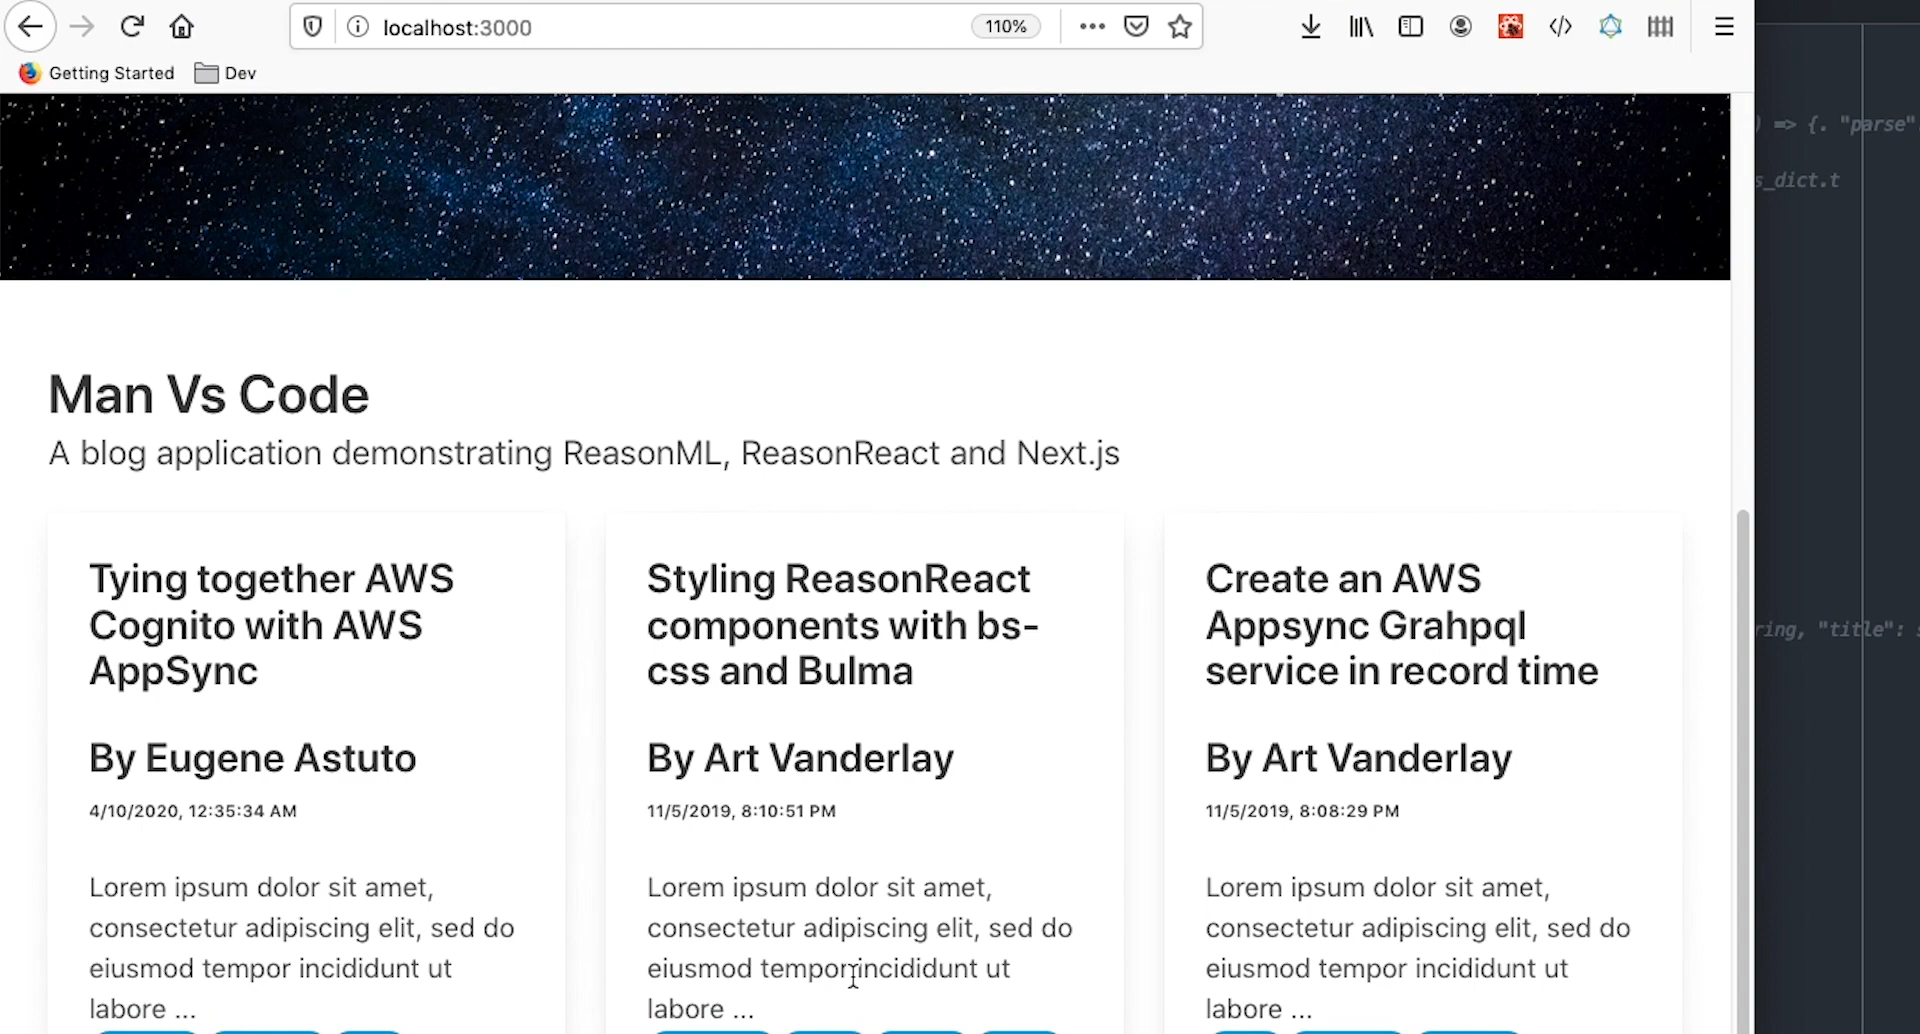 localhost:3000
110%
Getting Started
Dev
) => {. "parse"
s_dict.t
Man Vs Code
A blog application demonstrating ReasonML, ReasonReact and Next.js
ring, "title":
Tying together AWS
Cognito with AWS
AppSync
By Eugene Astuto
4/10/2020, 12:35:34 AM
Lorem ipsum dolor sit amet,
consectetur adipiscing elit, sed do
eiusmod tempor incididunt ut
labore ...
Styling ReasonReact
components with bs-
css and Bulma
By Art Vanderlay
11/5/2019, 8:10:51 PM
Lorem ipsum dolor sit amet,
consectetur adipiscing elit, sed do
eiusmod tempor incididunt ut
labore ...
Create an AWS
Appsync Grahpql
service in record time
By Art Vanderlay
11/5/2019, 8:08:29 PM
Lorem ipsum dolor sit amet,
consectetur adipiscing elit, sed do
eiusmod tempor incididunt ut
labore ...